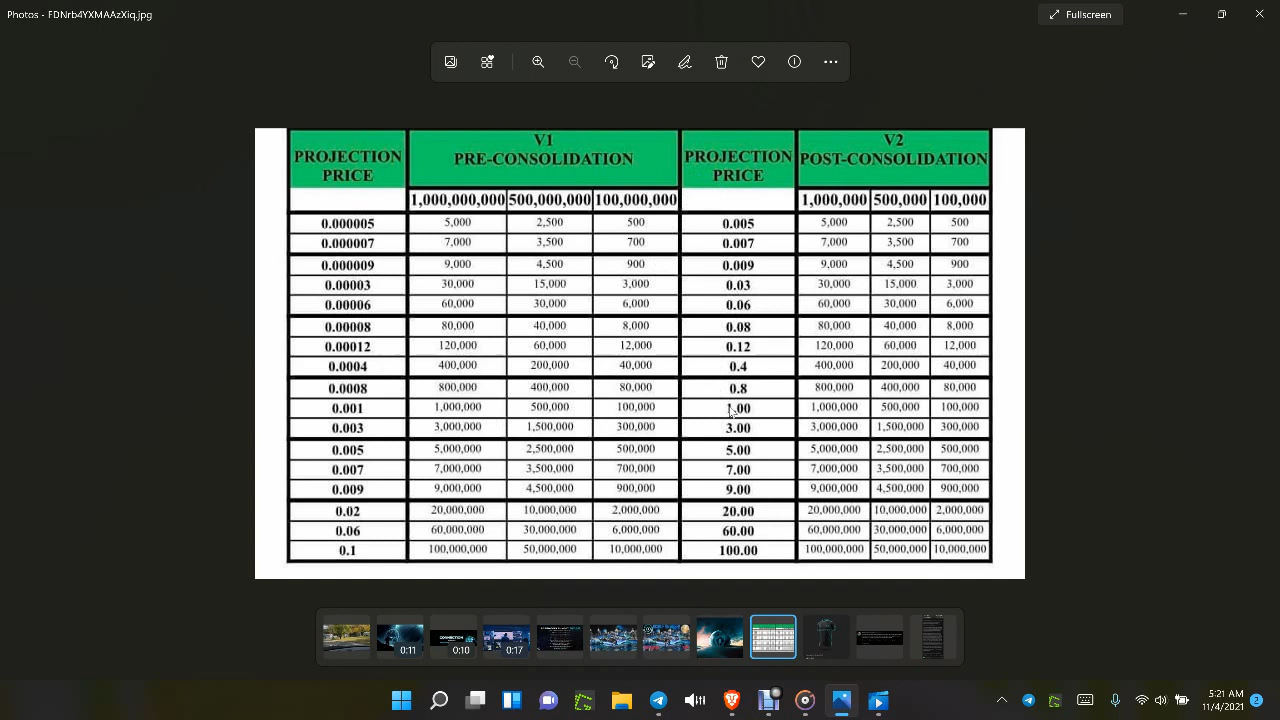 Photos - FDNrb4YXMAAzXiq.jpg
Fullscreen
PROJECTION PRICE V1 PRE-CONSOLIDATION PROJECTION PRICE V2 POST-CONSOLIDATION
1,000,000,000 500,000,000 100,000,000 1,000,000 500,000 100,000
0.000005 5,000 2,500 500 0.005 5,000 2,500 500
0.000007 7,000 3,500 700 0.007 7,000 3,500 700
0.000009 9,000 4,500 900 0.009 9,000 4,500 900
0.00003 30,000 15,000 3,000 0.03 30,000 15,000 3,000
0.00006 60,000 30,000 6,000 0.06 60,000 30,000 6,000
0.00008 80,000 40,000 8,000 0.08 80,000 40,000 8,000
0.00012 120,000 60,000 12,000 0.12 120,000 60,000 12,000
0.0004 400,000 200,000 40,000 0.4 400,000 200,000 40,000
0.0008 800,000 400,000 80,000 0.8 800,000 400,000 80,000
0.001 1,000,000 500,000 100,000 1.00 1,000,000 500,000 100,000
0.003 3,000,000 1,500,000 300,000 3.00 3,000,000 1,500,000 300,000
0.005 5,000,000 2,500,000 500,000 5.00 5,000,000 2,500,000 500,000
0.007 7,000,000 3,500,000 700,000 7.00 7,000,000 3,500,000 700,000
0.009 9,000,000 4,500,000 900,000 9.00 9,000,000 4,500,000 900,000
0.02 20,000,000 10,000,000 2,000,000 20.00 20,000,000 10,000,000 2,000,000
0.06 60,000,000 30,000,000 6,000,000 60.00 60,000,000 30,000,000 6,000,000
0.1 100,000,000 50,000,000 10,000,000 100.00 100,000,000 50,000,000 10,000,000
0:11 0:10 0:17
CONNECTION
5:21 AM
11/4/2021
2